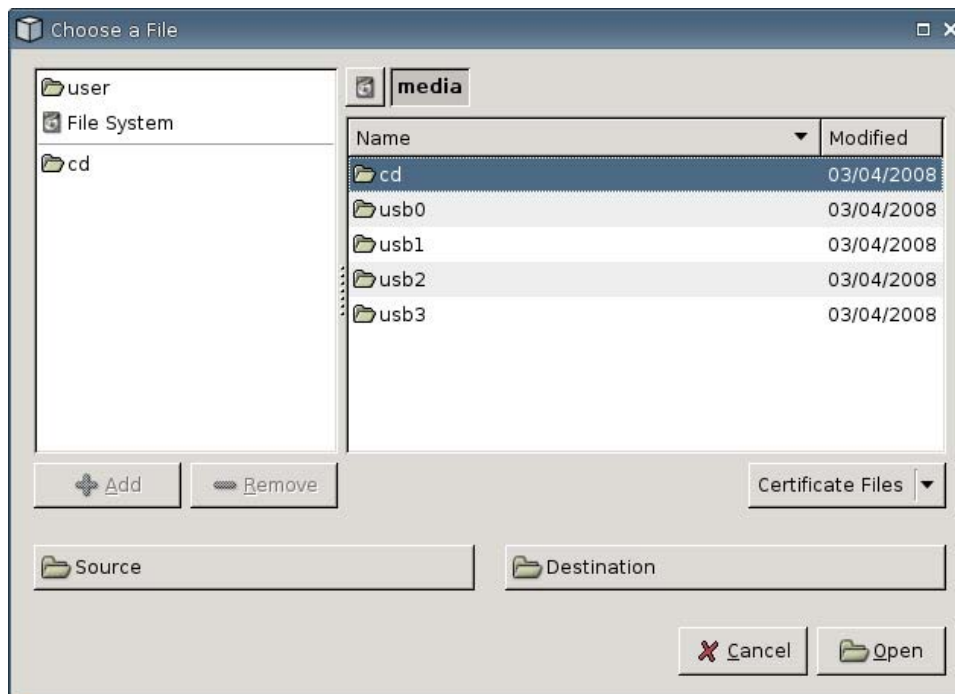 Choose a File
user
File System
cd
media
Name Modified
cd 03/04/2008
usb0 03/04/2008
usb1 03/04/2008
usb2 03/04/2008
usb3 03/04/2008
Add Remove Certificate Files
Source Destination
Cancel Open